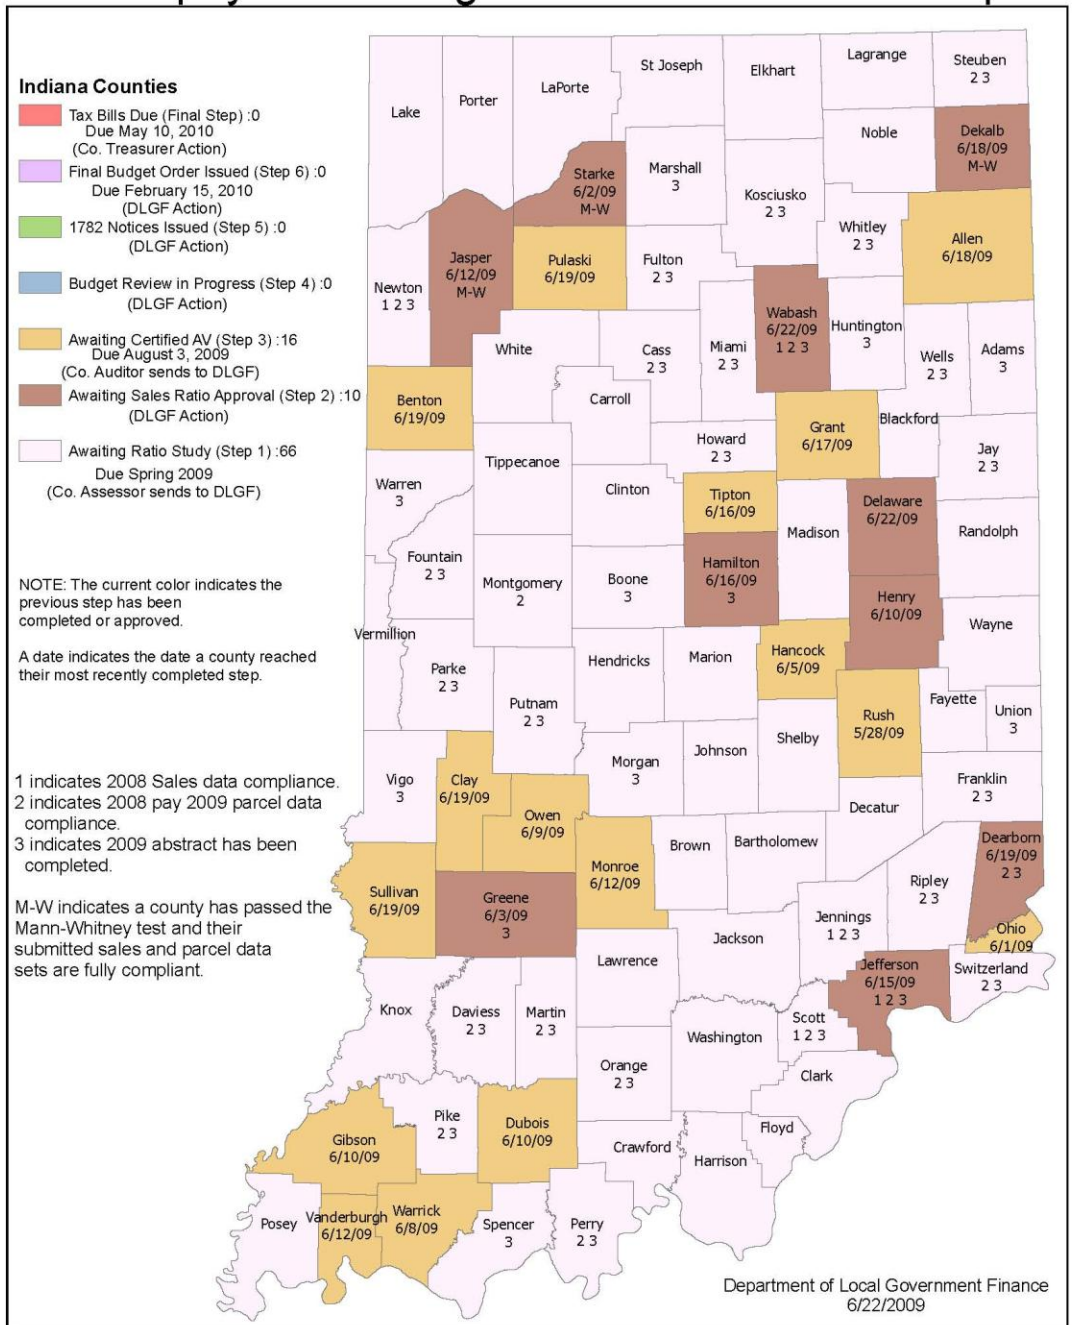 Indiana Counties
Tax Bills Due (Final Step) :0
Due May 10, 2010
(Co. Treasurer Action)
Final Budget Order Issued (Step 6) :0
Due February 15, 2010
(DLGF Action)
1782 Notices Issued (Step 5) :0
(DLGF Action)
Budget Review in Progress (Step 4) :0
(DLGF Action)
Awaiting Certified AV (Step 3) :16
Due August 3, 2009
(Co. Auditor sends to DLGF)
Awaiting Sales Ratio Approval (Step 2) :10
(DLGF Action)
Awaiting Ratio Study (Step 1) :66
Due Spring 2009
(Co. Assessor sends to DLGF)
NOTE: The current color indicates the
previous step has been
completed or approved.
A date indicates the date a county reached
their most recently completed step.
1 indicates 2008 Sales data compliance.
2 indicates 2008 pay 2009 parcel data
compliance.
3 indicates 2009 abstract has been
completed.
M-W indicates a county has passed the
Mann-Whitney test and their
submitted sales and parcel data
sets are fully compliant.
Lake
Porter
LaPorte
St Joseph
Elkhart
Lagrange
Steuben
2 3
Noble
Dekalb
6/18/09
M-W
Starke
6/2/09
M-W
Marshall
3
Kosciusko
2 3
Whitley
2 3
Allen
6/18/09
Newton
1 2 3
Jasper
6/12/09
M-W
Pulaski
6/19/09
Fulton
2 3
Wabash
6/22/09
1 2 3
Huntington
3
White
Cass
2 3
Miami
2 3
Wells
2 3
Adams
3
Benton
6/19/09
Carroll
Grant
6/17/09
Blackford
Howard
2 3
Jay
2 3
Warren
3
Tippecanoe
Clinton
Tipton
6/16/09
Madison
Delaware
6/22/09
Randolph
Fountain
2 3
Montgomery
2
Boone
3
Hamilton
6/16/09
3
Henry
6/10/09
Wayne
Vermillion
Parke
2 3
Putnam
2 3
Hendricks
Marion
Hancock
6/5/09
Rush
5/28/09
Fayette
Union
3
Vigo
3
Clay
6/19/09
Owen
6/9/09
Morgan
3
Johnson
Shelby
Franklin
2 3
Decatur
Sullivan
6/19/09
Greene
6/3/09
3
Monroe
6/12/09
Brown
Bartholomew
Dearborn
6/19/09
2 3
Ripley
2 3
Jennings
1 2 3
Ohio
6/1/09
Jackson
Lawrence
Jefferson
6/15/09
1 2 3
Switzerland
2 3
Knox
Daviess
2 3
Martin
2 3
Washington
Scott
1 2 3
Orange
2 3
Clark
Gibson
6/10/09
Pike
2 3
Dubois
6/10/09
Crawford
Floyd
Harrison
Posey
Vanderburgh
6/12/09
Warrick
6/8/09
Spencer
3
Perry
2 3
Department of Local Government Finance
6/22/2009